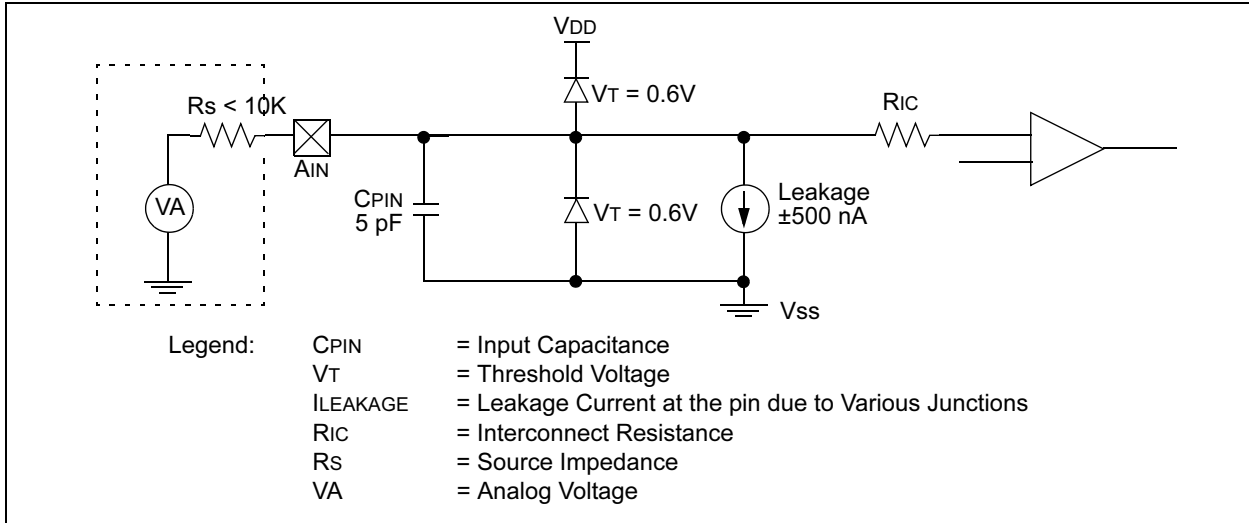 VDD
VT = 0.6V
RIC
Rs < 10K
AIN
VA
CPIN
5 pF
VT = 0.6V
Leakage
±500 nA
Vss
Legend:
CPIN = Input Capacitance
VT = Threshold Voltage
ILEAKAGE = Leakage Current at the pin due to Various Junctions
RIC = Interconnect Resistance
RS = Source Impedance
VA = Analog Voltage